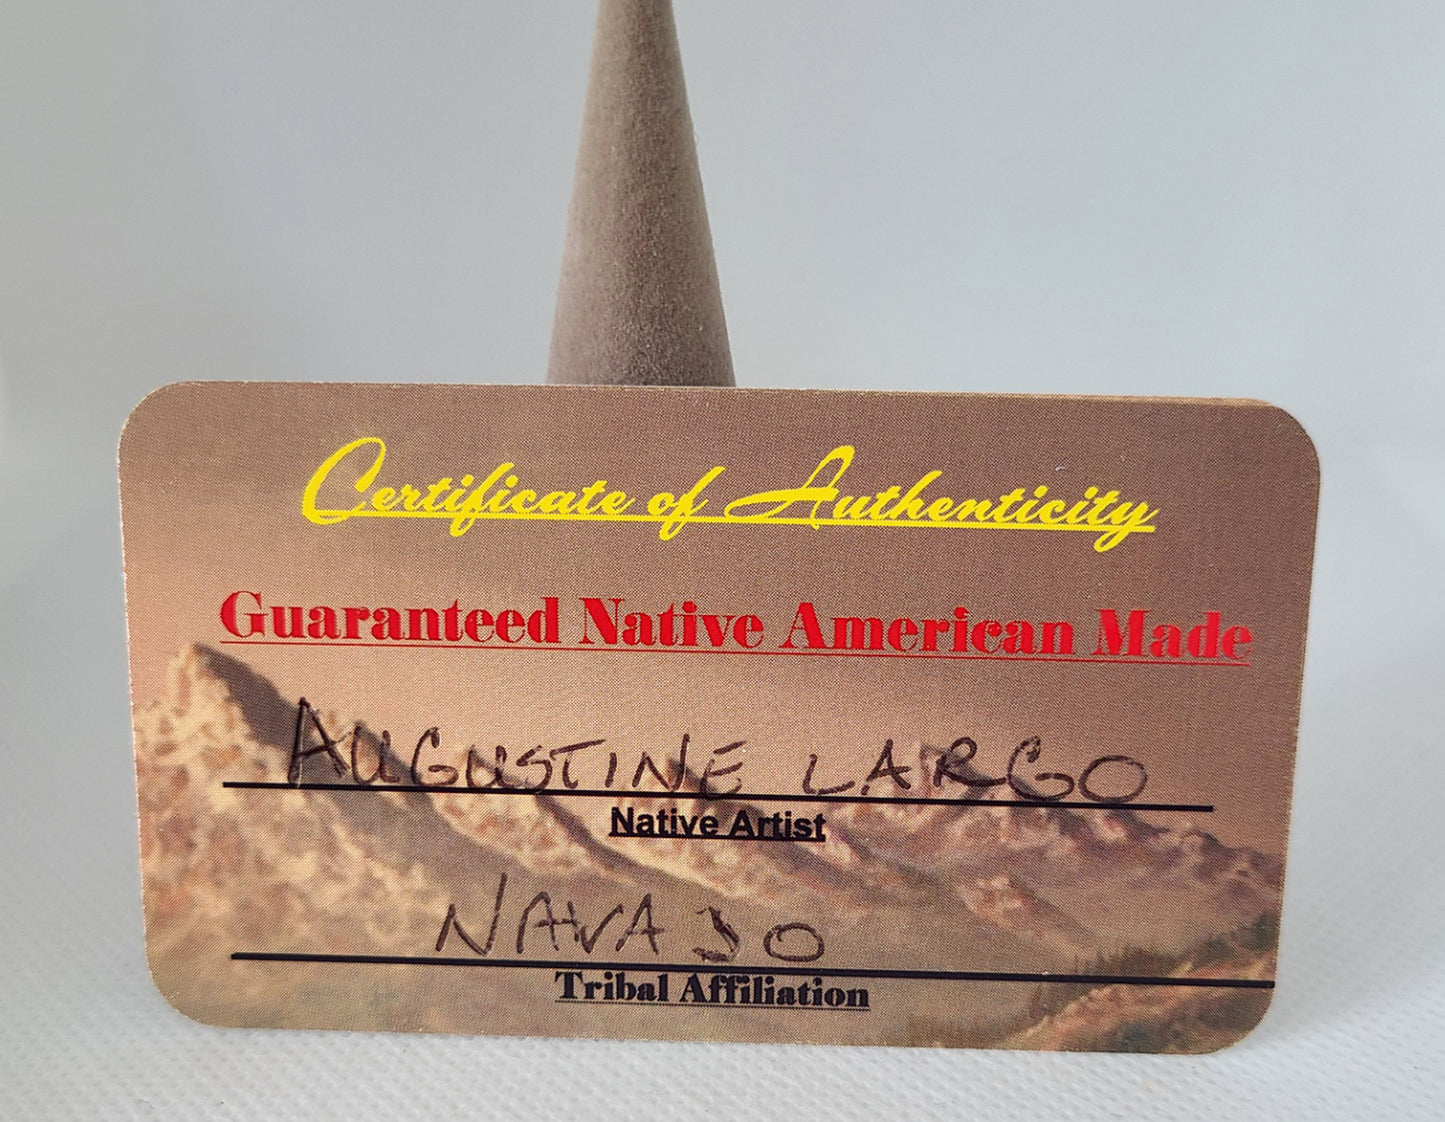 Certificate of Authenticity
Guaranteed Native American Made
AUGUSTINE LARGO
Native Artist
NAVAJO
Tribal Affiliation